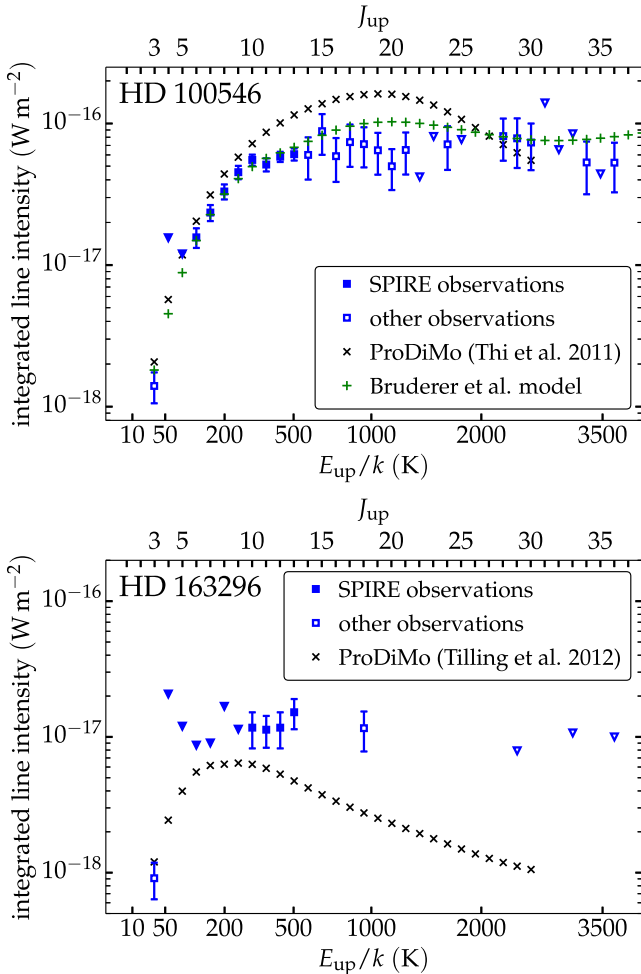 J_up
3 5 10 15 20 25 30 35
HD 100546
integrated line intensity (W m⁻²)
10⁻¹⁶
10⁻¹⁷
10⁻¹⁸
SPIRE observations
other observations
ProDiMo (Thi et al. 2011)
Bruderer et al. model
10 50 200 500 1000 2000 3500
E_up/k (K)
J_up
3 5 10 15 20 25 30 35
HD 163296
integrated line intensity (W m⁻²)
10⁻¹⁶
10⁻¹⁷
10⁻¹⁸
SPIRE observations
other observations
ProDiMo (Tilling et al. 2012)
10 50 200 500 1000 2000 3500
E_up/k (K)